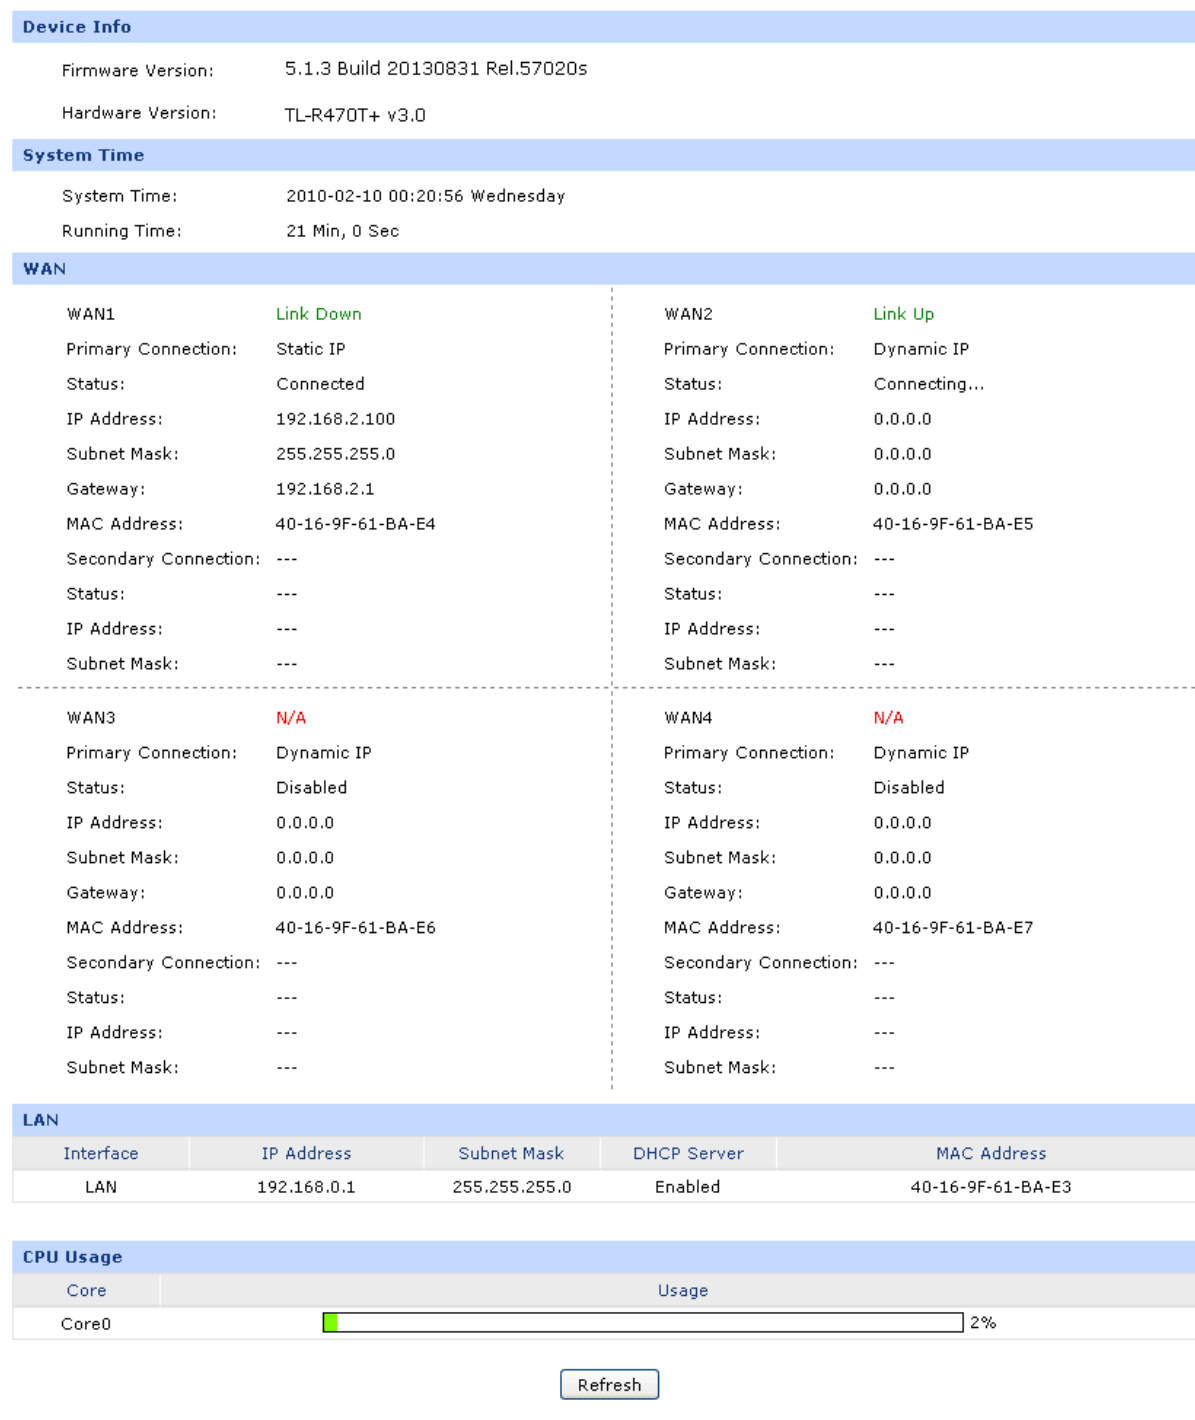 Device Info
Firmware Version: 5.1.3 Build 20130831 Rel.57020s
Hardware Version: TL-R470T+ v3.0
System Time
System Time: 2010-02-10 00:20:56 Wednesday
Running Time: 21 Min, 0 Sec
WAN
WAN1 Link Down
Primary Connection: Static IP
Status: Connected
IP Address: 192.168.2.100
Subnet Mask: 255.255.255.0
Gateway: 192.168.2.1
MAC Address: 40-16-9F-61-BA-E4
Secondary Connection: ---
Status: ---
IP Address: ---
Subnet Mask: ---
WAN2 Link Up
Primary Connection: Dynamic IP
Status: Connecting...
IP Address: 0.0.0.0
Subnet Mask: 0.0.0.0
Gateway: 0.0.0.0
MAC Address: 40-16-9F-61-BA-E5
Secondary Connection: ---
Status: ---
IP Address: ---
Subnet Mask: ---
WAN3 N/A
Primary Connection: Dynamic IP
Status: Disabled
IP Address: 0.0.0.0
Subnet Mask: 0.0.0.0
Gateway: 0.0.0.0
MAC Address: 40-16-9F-61-BA-E6
Secondary Connection: ---
Status: ---
IP Address: ---
Subnet Mask: ---
WAN4 N/A
Primary Connection: Dynamic IP
Status: Disabled
IP Address: 0.0.0.0
Subnet Mask: 0.0.0.0
Gateway: 0.0.0.0
MAC Address: 40-16-9F-61-BA-E7
Secondary Connection: ---
Status: ---
IP Address: ---
Subnet Mask: ---
LAN
Interface IP Address Subnet Mask DHCP Server MAC Address
LAN 192.168.0.1 255.255.255.0 Enabled 40-16-9F-61-BA-E3
CPU Usage
Core Usage
Core0 2%
Refresh